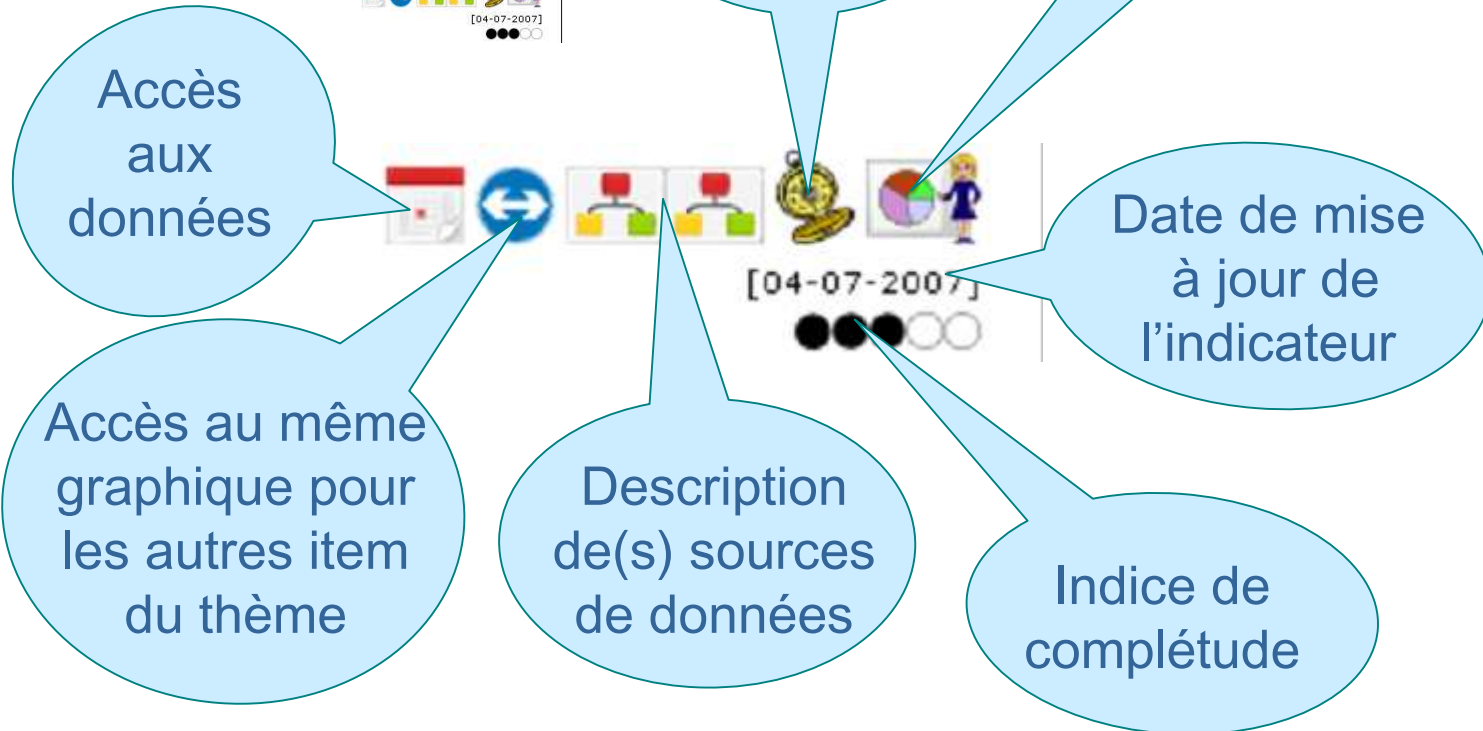 [04-07-2007]
Accès
aux
données
[04-07-2007]
Date de mise
à jour de
l’indicateur
Accès au même
graphique pour
les autres item
du thème
Description
de(s) sources
de données
Indice de
complétude